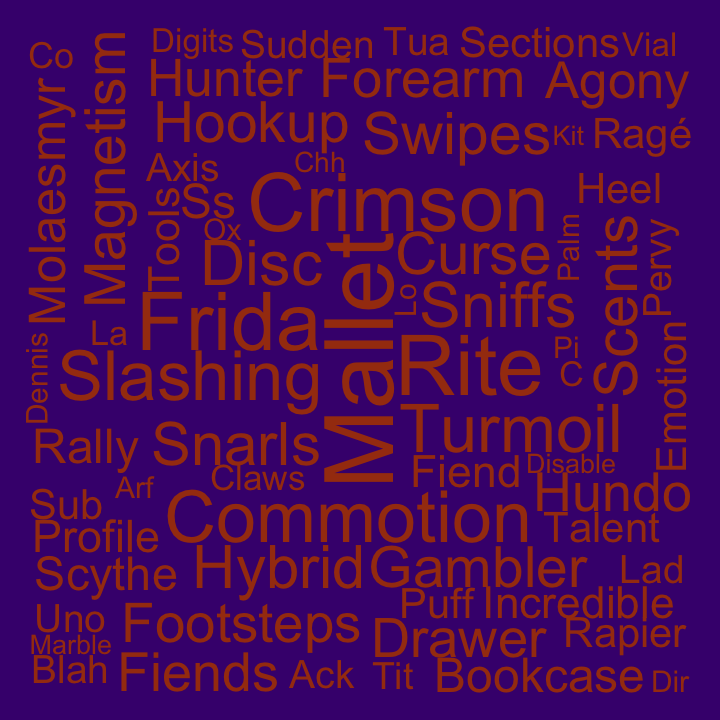 Digits Sudden Tua Sections Vial
Co
Hunter Forearm Agony
Molaesmyr
Magnetism
Hookup Swipes Kit Ragé
Axis Chh
Tools Ss Crimson Heel
Ox
Disc Mallet Curse Palm Scents Pervy
Lo Sniffs
Frida
La
Dennis Slashing Rite Pi
C
Emotion
Rally Snarls Turmoil
Claws Fiend Disable
Arf
Sub Commotion Hundo
Profile Talent
Scythe Hybrid Gambler Lad
Uno Footsteps Puff Incredible
Marble Drawer Rapier
Blah Fiends Ack Tit Bookcase Dir